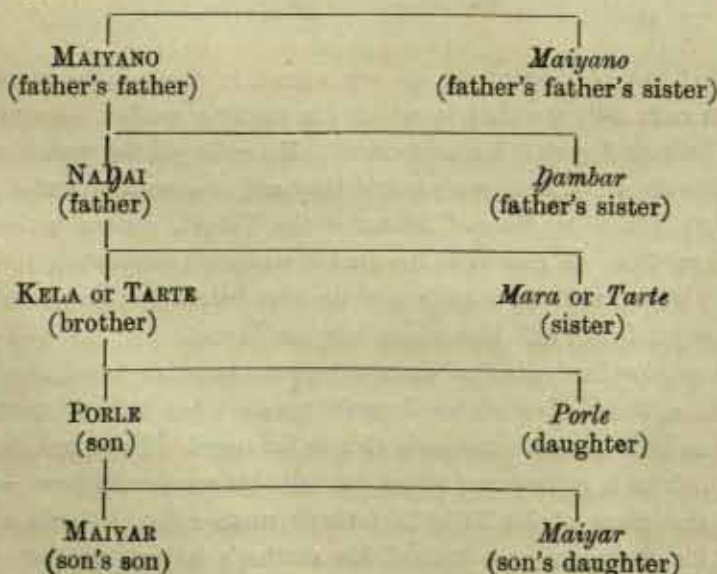 MAIYANO Maiyano
(father's father) (father's father's sister)
NAŊAI Ŋambar
(father) (father's sister)
KELA or TARTE Mara or Tarte
(brother) (sister)
PORLE Porle
(son) (daughter)
MAIYAR Maiyar
(son's son) (son's daughter)